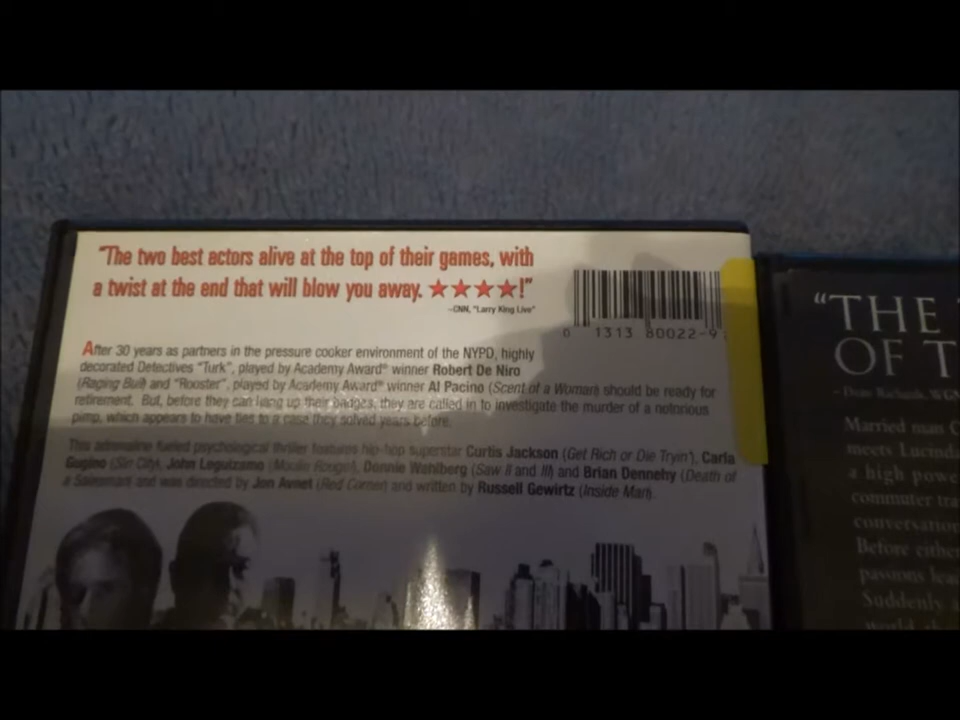 "The two best actors alive at the top of their games, with
a twist at the end that will blow you away. ★★★★!"
–CNN, "Larry King Live"
0 1313 80022-9
After 30 years as partners in the pressure cooker environment of the NYPD, highly
decorated Detectives "Turk", played by Academy Award® winner Robert De Niro
(Raging Bull) and "Rooster", played by Academy Award® winner Al Pacino (Scent of a Woman) should be ready for
retirement. But, before they can hang up their badges, they are called in to investigate the murder of a notorious
pimp, which appears to have ties to a case they solved years before.
This adrenaline fueled psychological thriller features hip-hop superstar Curtis Jackson (Get Rich or Die Tryin'), Carla
Gugino (Sin City), John Leguizamo (Moulin Rouge!), Donnie Wahlberg (Saw II and III) and Brian Dennehy (Death of
a Salesman) and was directed by Jon Avnet (Red Corner) and written by Russell Gewirtz (Inside Man).
"THE
OF T
– Dean Richards, WGN
Married man C
meets Lucinda
a high powe
commuter tra
conversation
Before either
passions lead
Suddenly a
world